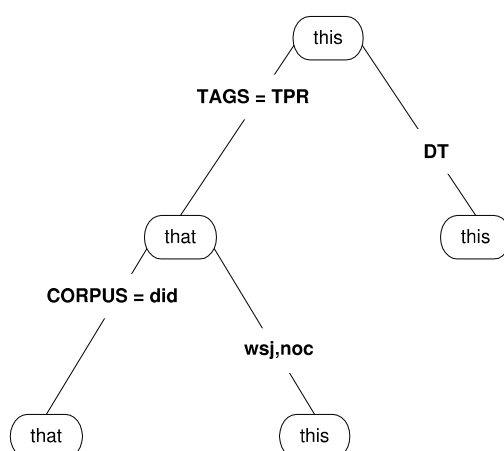 this
TAGS = TPR
DT
that
this
CORPUS = did
wsj,noc
that
this